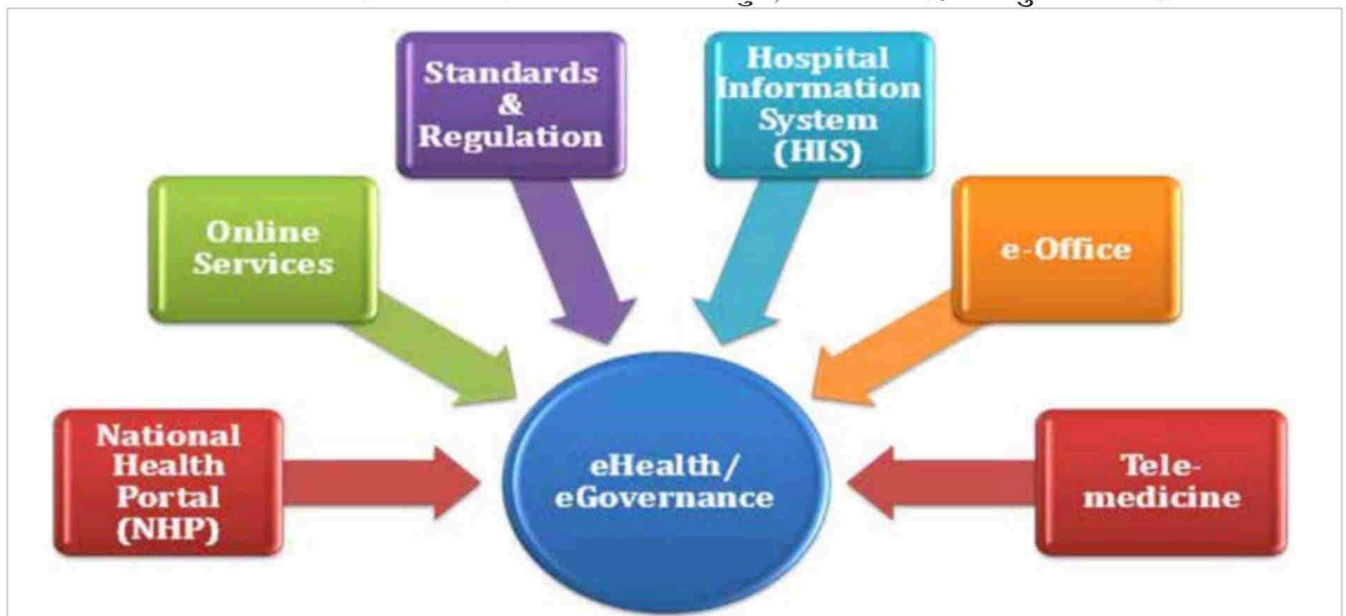 Standards
&
Regulation
Hospital
Information
System
(HIS)
Online
Services
e-Office
National
Health
Portal
(NHP)
eHealth/
eGovernance
Tele-
medicine